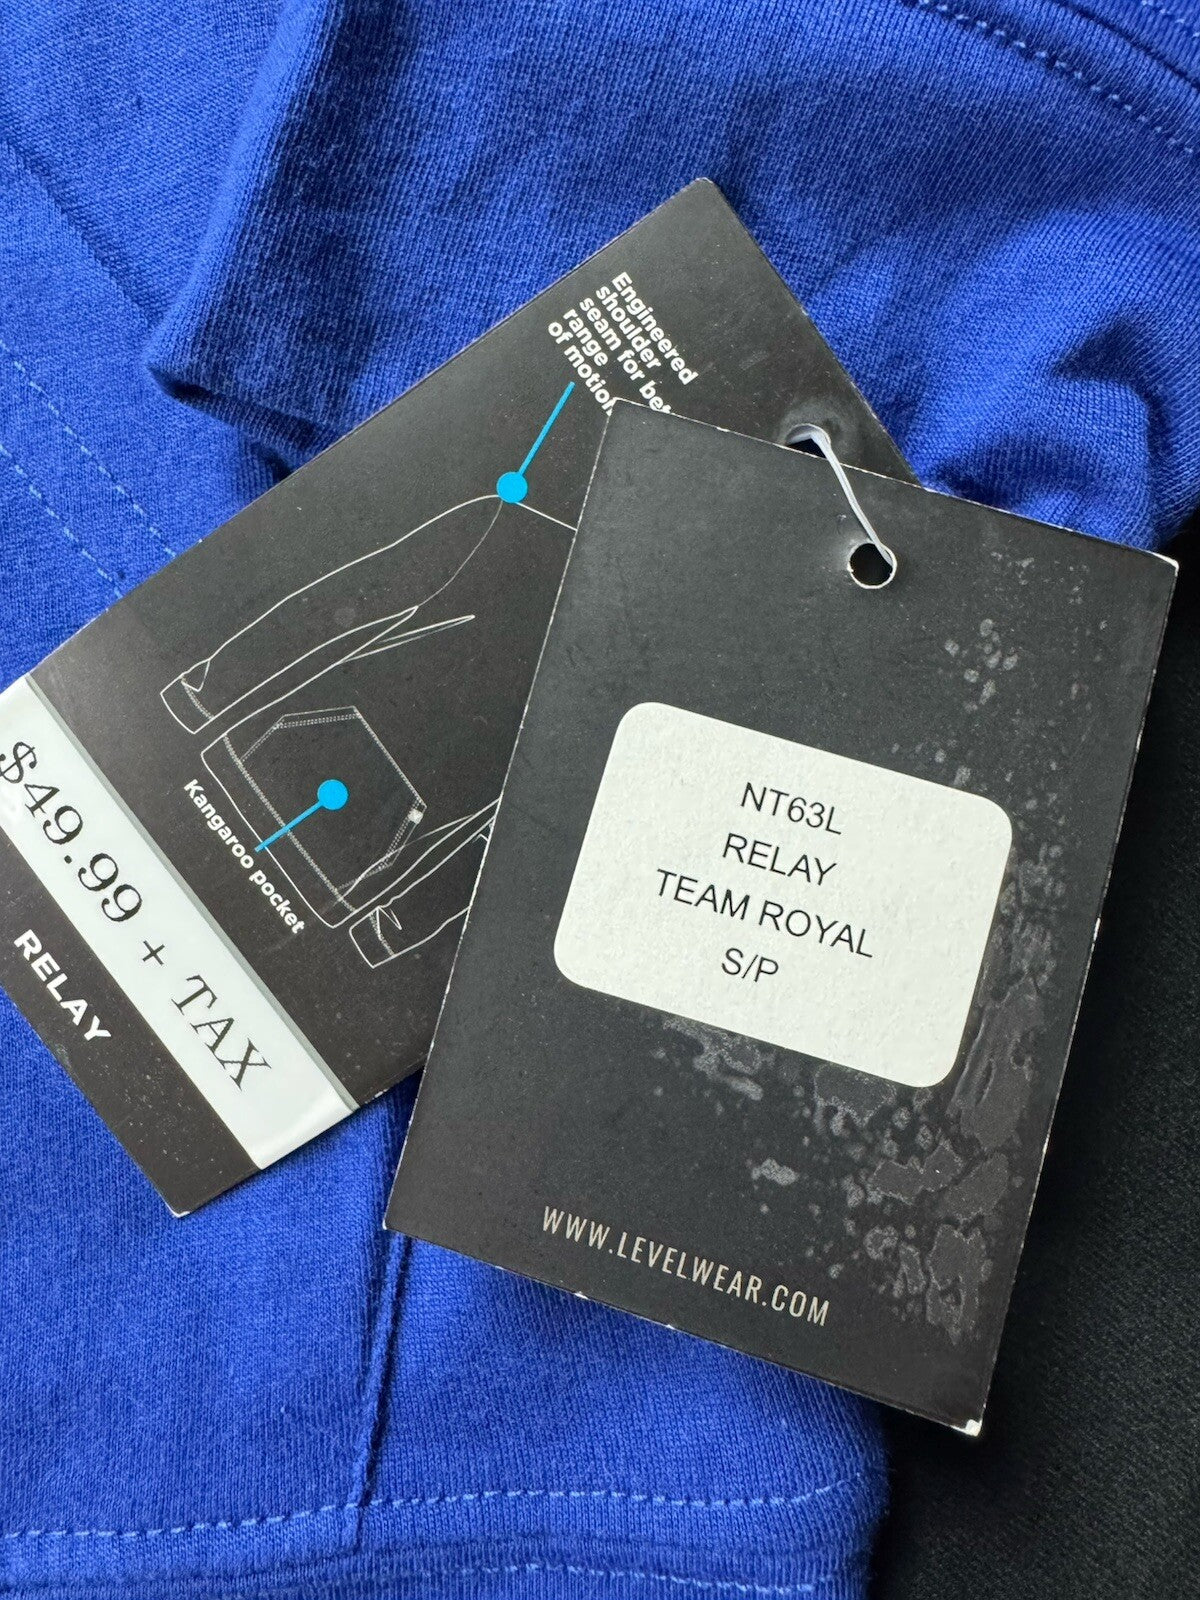 Engineered
shoulder
seam for bet
range
of motion
Kangaroo pocket
$49.99 + TAX
RELAY
NT63L
RELAY
TEAM ROYAL
S/P
WWW.LEVELWEAR.COM